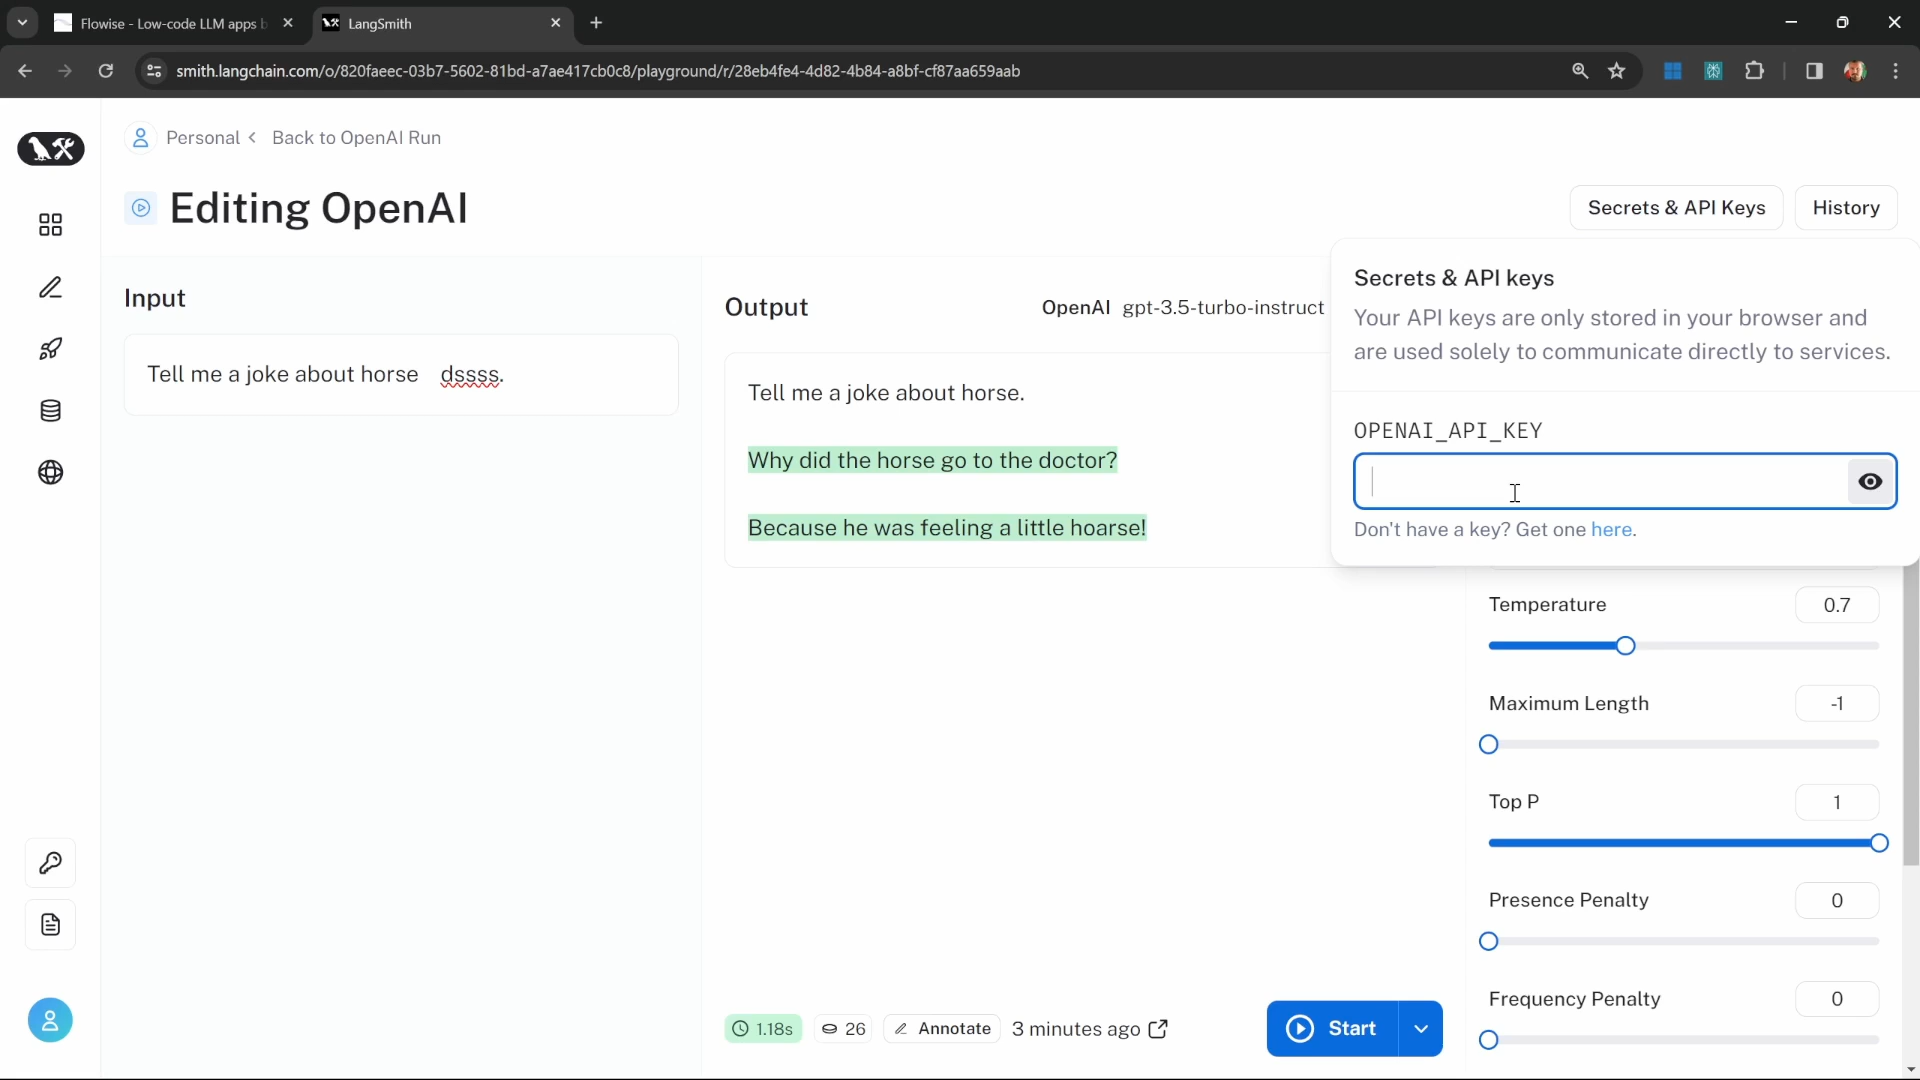 Flowise - Low-code LLM apps b
LangSmith
smith.langchain.com/o/820faeec-03b7-5602-81bd-a7ae417cb0c8/playground/r/28eb4fe4-4d82-4b84-a8bf-cf87aa659aab
Personal < Back to OpenAI Run
Editing OpenAI
Secrets & API Keys
History
Input
Tell me a joke about horse dssss.
Output
OpenAI gpt-3.5-turbo-instruct
Tell me a joke about horse.
Why did the horse go to the doctor?
Because he was feeling a little hoarse!
Secrets & API keys
Your API keys are only stored in your browser and
are used solely to communicate directly to services.
OPENAI_API_KEY
Don't have a key? Get one here.
Temperature 0.7
Maximum Length -1
Top P 1
Presence Penalty 0
Frequency Penalty 0
1.18s 26 Annotate 3 minutes ago
Start